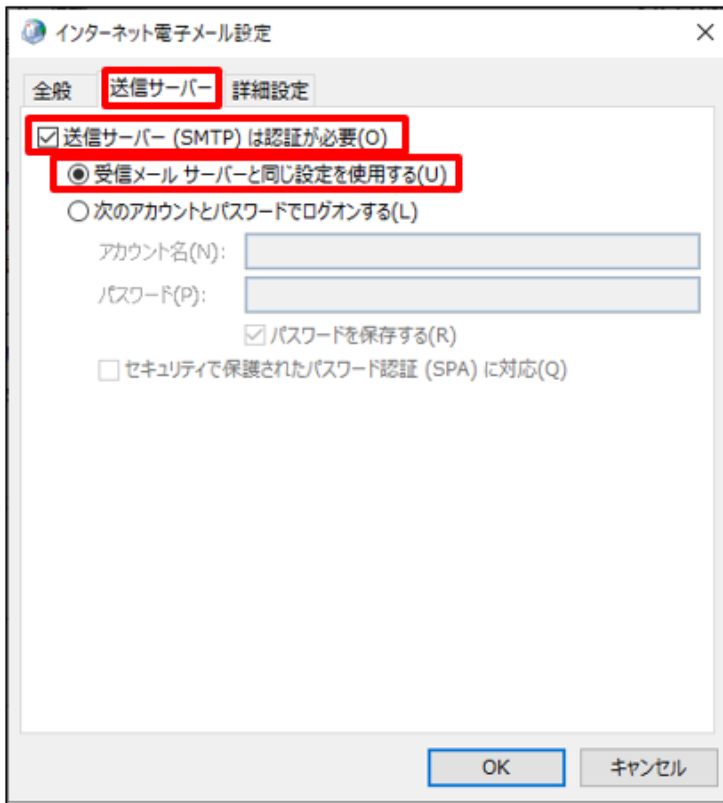 インターネット電子メール設定
全般 送信サーバー 詳細設定
送信サーバー (SMTP) は認証が必要(O)
受信メール サーバーと同じ設定を使用する(U)
次のアカウントとパスワードでログオンする(L)
アカウント名(N):
パスワード(P):
パスワードを保存する(R)
セキュリティで保護されたパスワード認証 (SPA) に対応(Q)
OK キャンセル